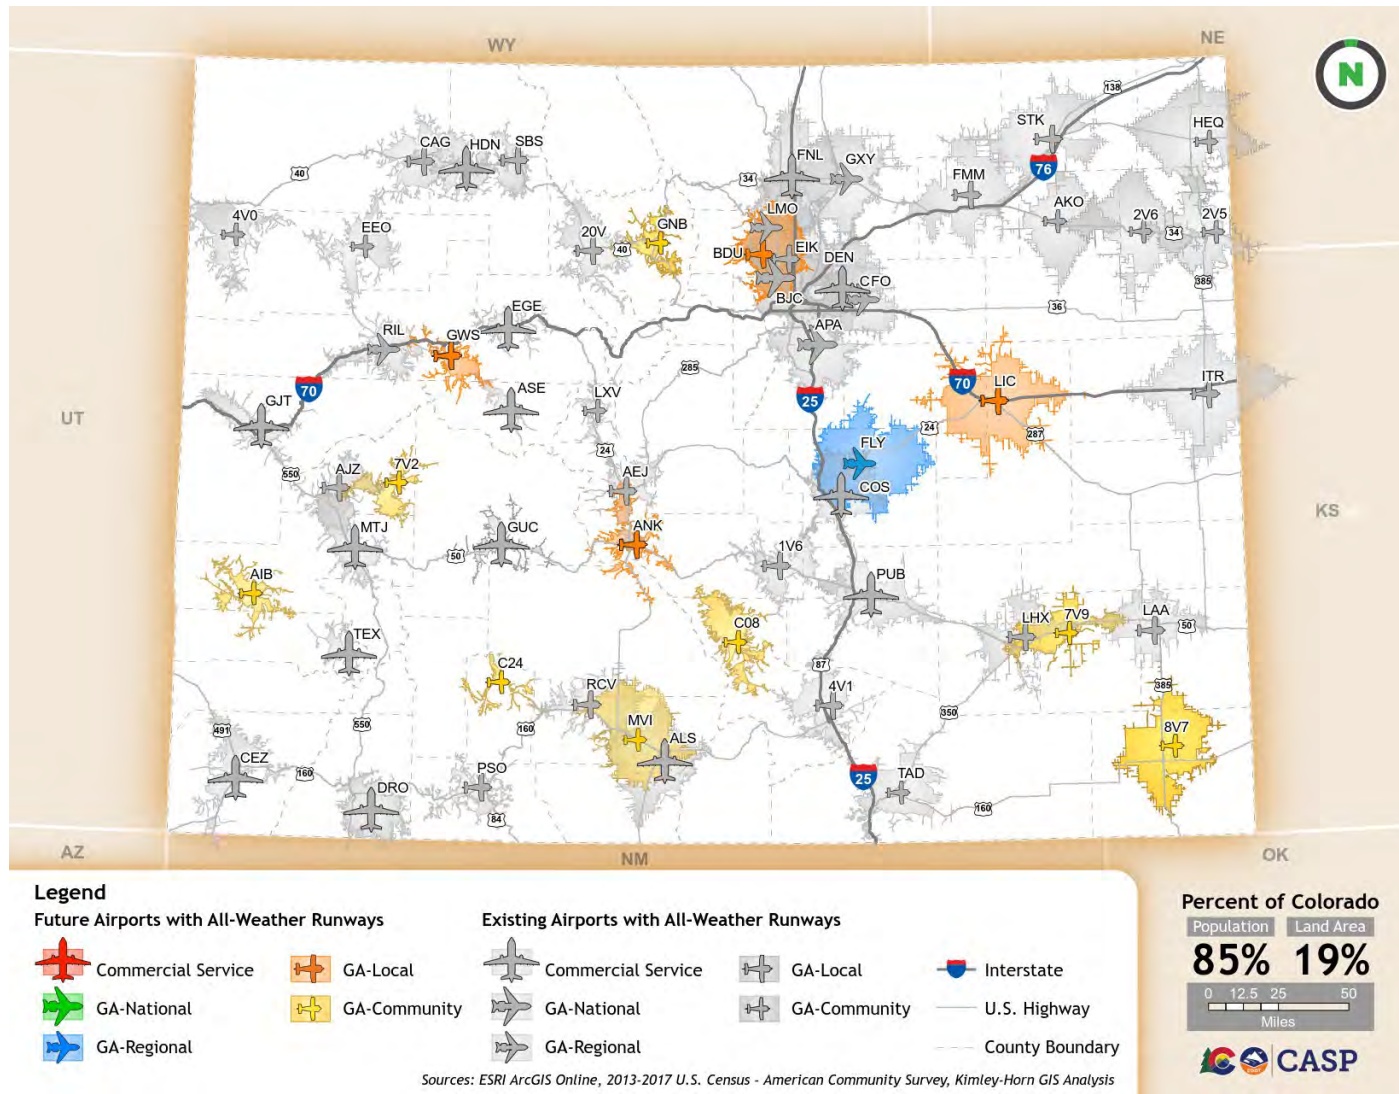 WY
NE
N
138
STK
HEQ
CAG
HDN
SBS
FNL
GXY
76
40
34
FMM
4V0
EEO
20V
GNB
LMO
AKO
2V6
2V5
40
BDU
EIK
DEN
34
CFO
385
BJC
36
EGE
RIL
GWS
APA
285
70
ASE
LXV
25
70
LIC
ITR
GJT
UT
24
287
24
FLY
550
AJZ
7V2
AEJ
COS
KS
MTJ
GUC
ANK
50
1V6
AIB
PUB
C08
LHX
7V9
LAA
50
TEX
87
C24
RCV
4V1
385
350
MVI
491
550
160
ALS
8V7
CEZ
160
PSO
25
TAD
DRO
84
160
AZ
NM
OK
Legend
Future Airports with All-Weather Runways
Commercial Service
GA-National
GA-Regional
GA-Local
GA-Community
Existing Airports with All-Weather Runways
Commercial Service
GA-National
GA-Regional
GA-Local
GA-Community
Interstate
U.S. Highway
County Boundary
Sources: ESRI ArcGIS Online, 2013-2017 U.S. Census - American Community Survey, Kimley-Horn GIS Analysis
Percent of Colorado
Population Land Area
85% 19%
0 12.5 25 50
Miles
CASP